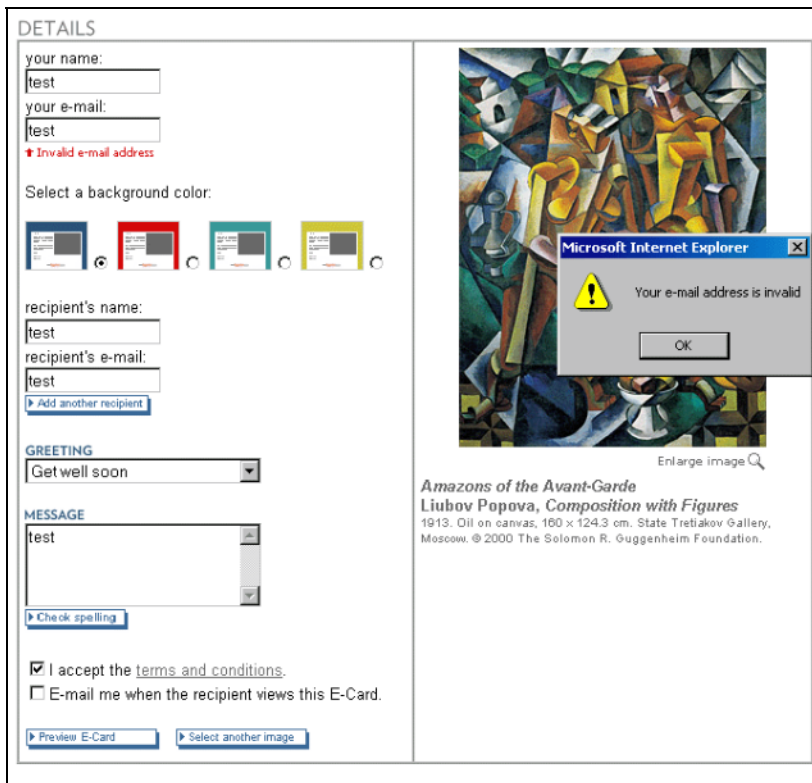 DETAILS
your name:
test
your e-mail:
test
Invalid e-mail address
Select a background color:
recipient's name:
test
recipient's e-mail:
test
Add another recipient
GREETING
Get well soon
MESSAGE
test
Check spelling
I accept the terms and conditions.
E-mail me when the recipient views this E-Card.
Preview E-Card
Select another image
Microsoft Internet Explorer
Your e-mail address is invalid
OK
Enlarge image
Amazons of the Avant-Garde
Liubov Popova, Composition with Figures
1913. Oil on canvas, 160 x 124.3 cm. State Tretiakov Gallery,
Moscow. © 2000 The Solomon R. Guggenheim Foundation.